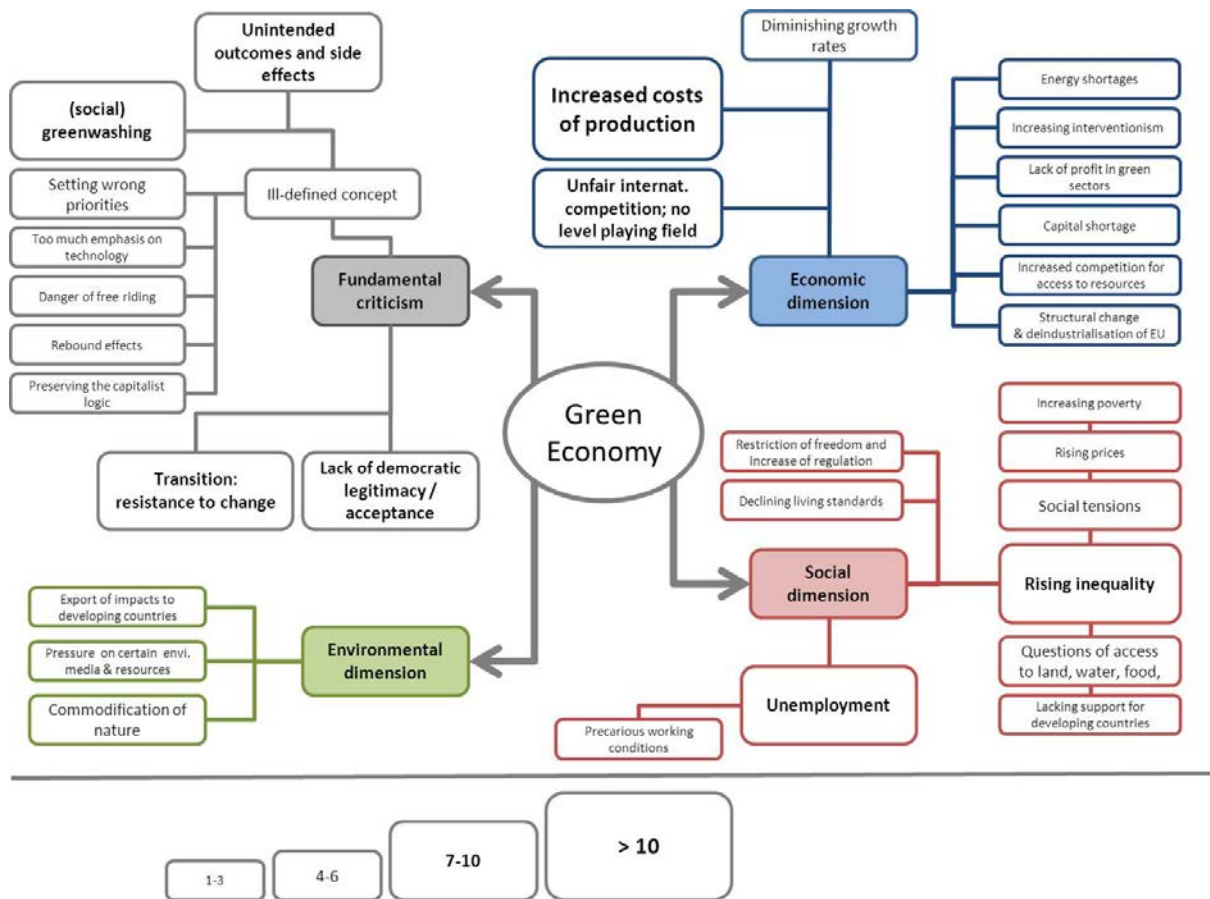 Unintended
outcomes and side
effects
(social)
greenwashing
Setting wrong
priorities
Ill-defined concept
Too much emphasis on
technology
Danger of free riding
Rebound effects
Preserving the capitalist
logic
Fundamental
criticism
Transition:
resistance to change
Lack of democratic
legitimacy /
acceptance
Diminishing growth
rates
Increased costs
of production
Unfair internat.
competition; no
level playing field
Economic
dimension
Energy shortages
Increasing interventionism
Lack of profit in green
sectors
Capital shortage
Increased competition for
access to resources
Structural change
& deindustrialisation of EU
Green
Economy
Export of impacts to
developing countries
Pressure on certain envi.
media & resources
Commodification of
nature
Environmental
dimension
Restriction of freedom and
increase of regulation
Declining living standards
Social
dimension
Unemployment
Precarious working
conditions
Increasing poverty
Rising prices
Social tensions
Rising inequality
Questions of access
to land, water, food,
Lacking support for
developing countries
1-3
4-6
7-10
> 10